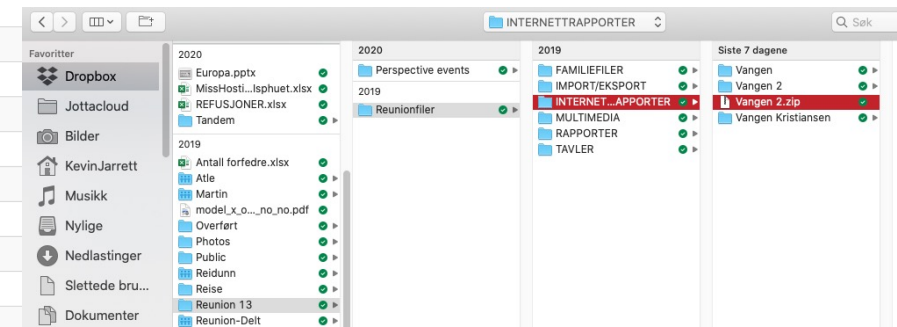 INTERNETTRAPPORTER
Søk
Favoritter
Dropbox
Jottacloud
Bilder
KevinJarrett
Musikk
Nylige
Nedlastinger
Slettede bru...
Dokumenter
2020
Europa.pptx
MissHosti...lsphuet.xlsx
REFUSJONER.xlsx
Tandem
2019
Antall forfedre.xlsx
Atle
Martin
model_x_o..._no_no.pdf
Overført
Photos
Public
Reidunn
Reise
Reunion 13
Reunion-Delt
2020
Perspective events
2019
Reunionfiler
2019
FAMILIEFILER
IMPORT/EKSPORT
INTERNET...APPORTER
MULTIMEDIA
RAPPORTER
TAVLER
Siste 7 dagene
Vangen
Vangen 2
Vangen 2.zip
Vangen Kristiansen